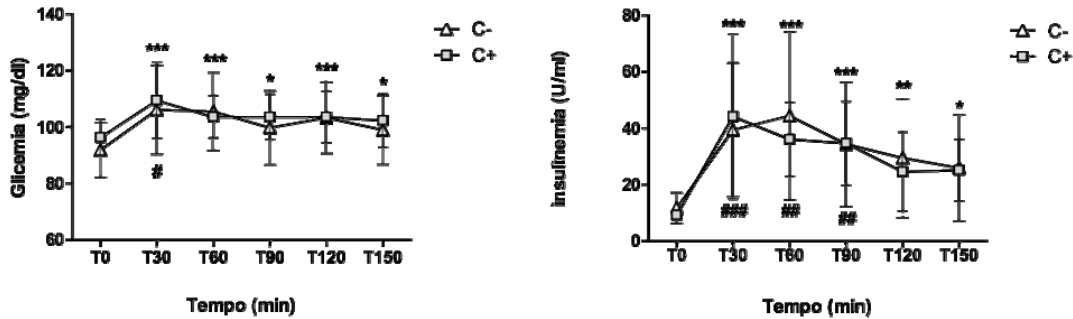 140
120
100
80
60
Glicemia (mg/dl)
***
***
*
***
*
#
T0 T30 T60 T90 T120 T150
Tempo (min)
C-
C+
80
60
40
20
0
insulinemia (U/ml)
***
***
***
**
*
###
##
##
T0 T30 T60 T90 T120 T150
Tempo (min)
C-
C+